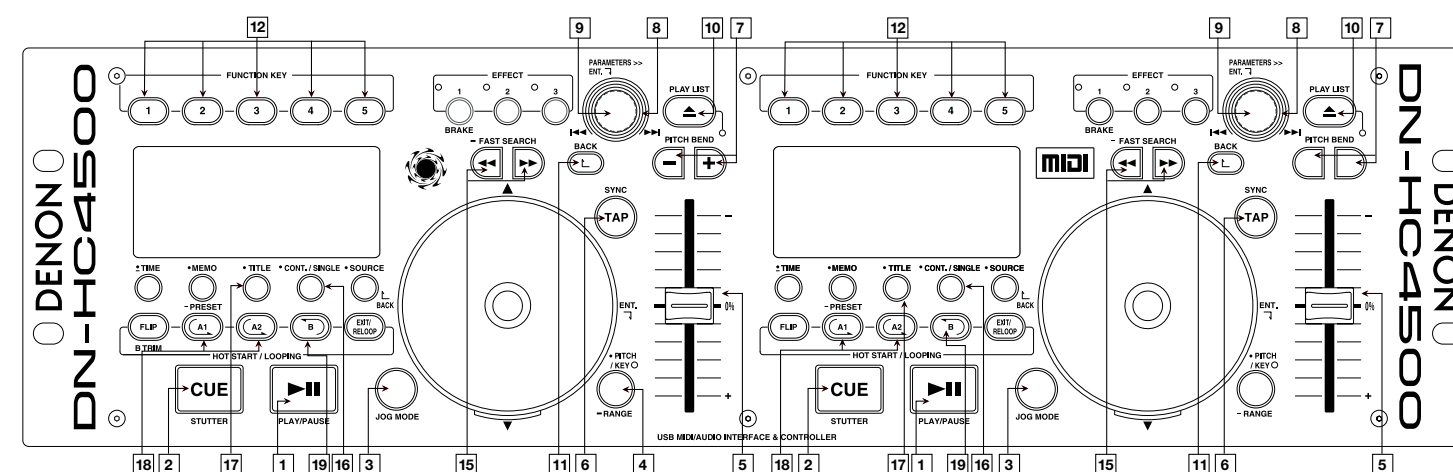 12 9 8 10 7 12 9 8 10 7
PARAMETERS >> PARAMETERS >>
FUNCTION KEY EFFECT ENT. FUNCTION KEY EFFECT ENT.
PLAY LIST PLAY LIST
1 2 3 1 2 3
1 2 3 4 5 1 2 3 4 5
BRAKE BRAKE
FAST SEARCH BACK PITCH BEND FAST SEARCH BACK PITCH BEND
− +
MIDI
SYNC SYNC
TAP TAP
− −
DENON
DN-HC4500
DN-HC4500
DENON
TIME • MEMO • TITLE • CONT. / SINGLE • SOURCE TIME • MEMO • TITLE • CONT. / SINGLE • SOURCE
BACK BACK
− PRESET ENT. 0% − PRESET ENT. 0%
FLIP A1 A2 B EXIT/ RELOOP FLIP A1 A2 B EXIT/ RELOOP
B TRIM
HOT START / LOOPING HOT START / LOOPING
• PITCH / KEY • PITCH / KEY
CUE CUE
+ +
STUTTER PLAY/PAUSE JOG MODE − RANGE STUTTER PLAY/PAUSE JOG MODE − RANGE
USB MIDI/AUDIO INTERFACE & CONTROLLER
18 2 17 1 19 16 3 15 11 6 4 5 18 2 17 1 19 16 3 15 11 6 5